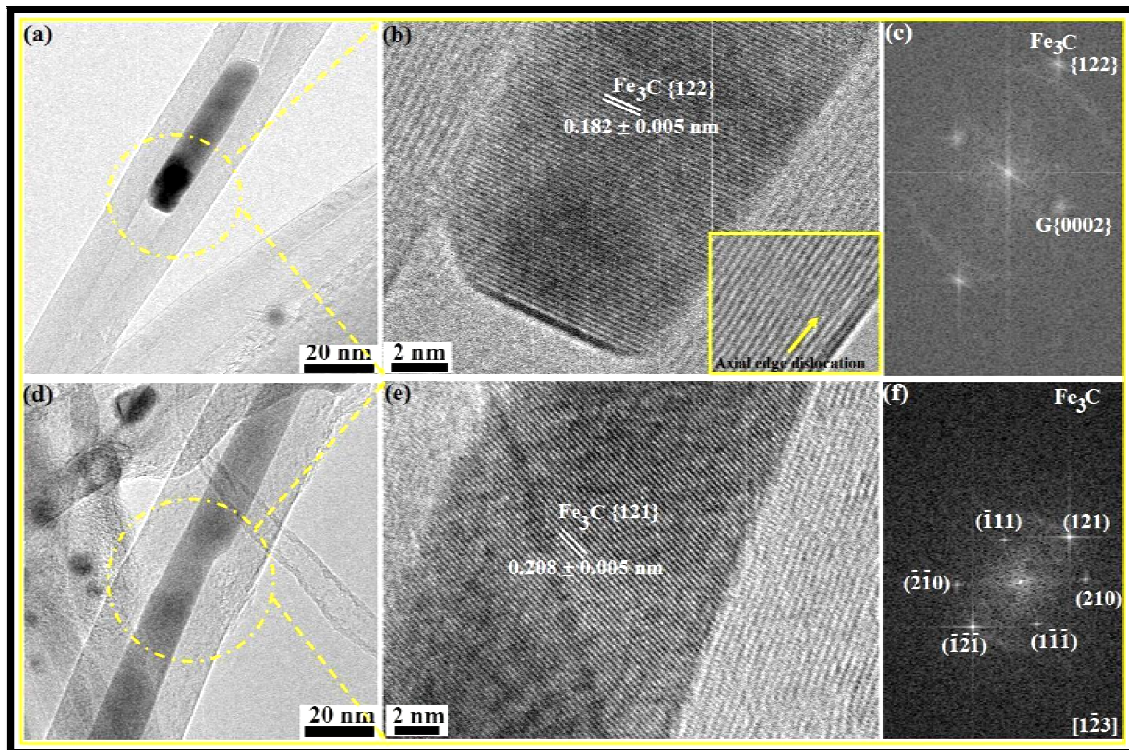 (a)
20 nm
(b)
Fe₃C {122}
0.182 ± 0.005 nm
Axial edge dislocation
2 nm
(c)
Fe₃C
{122}
G{0002}
(d)
20 nm
(e)
Fe₃C {121}
0.208 ± 0.005 nm
2 nm
(f)
Fe₃C
(1̄11)
(121)
(2̄1̄0)
(210)
(1̄2̄1̄)
(11̄1̄)
[12̄3]